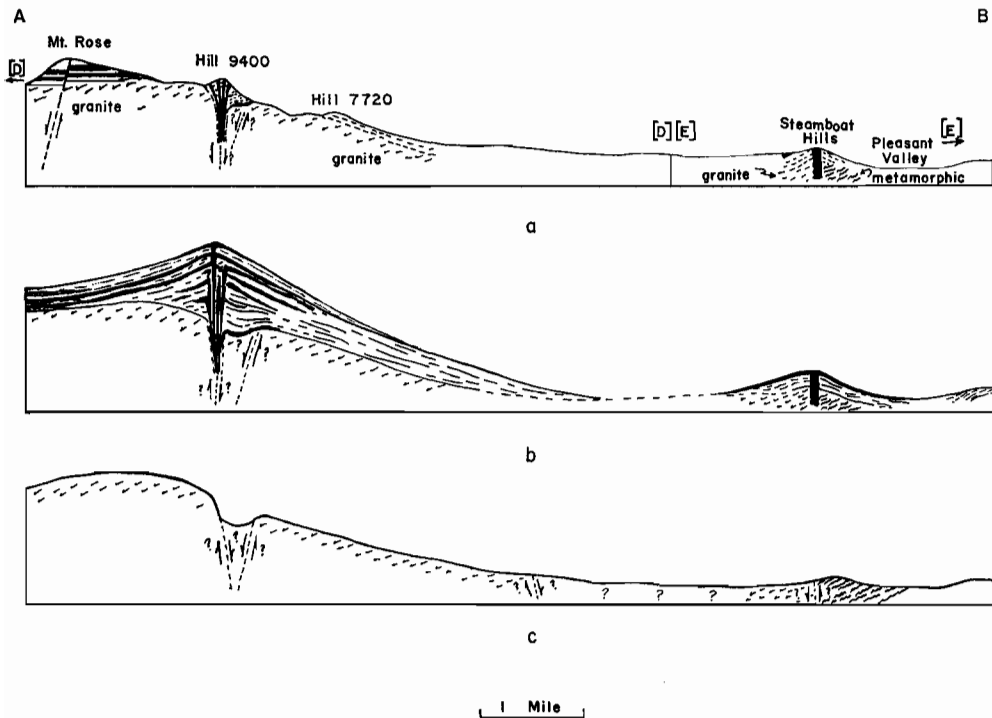 A
B
Mt. Rose
Hill 9400
[D]
granite
?
?
Hill 7720
granite
[D] [E]
Steamboat
Hills
Pleasant
Valley
[E]
granite
metamorphic
a
?
?
?
?
?
b
?
?
?
?
?
?
?
?
?
?
c
1 Mile